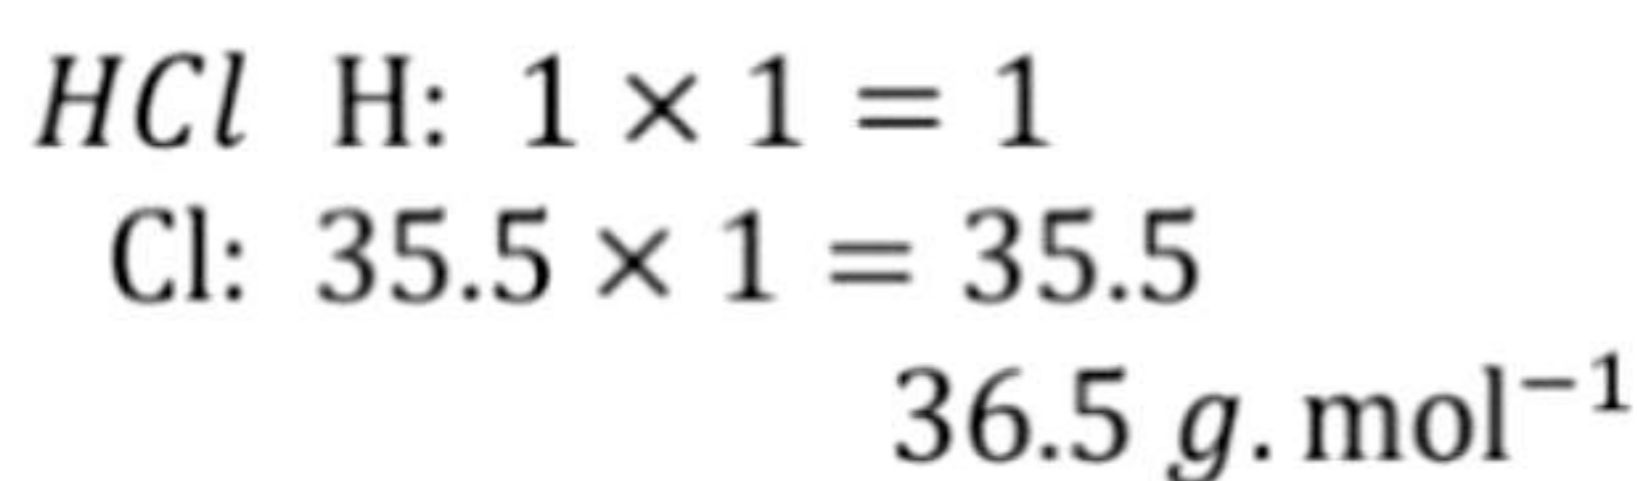 HCl H: 1 × 1 = 1
Cl: 35.5 × 1 = 35.5
36.5 g. mol⁻¹